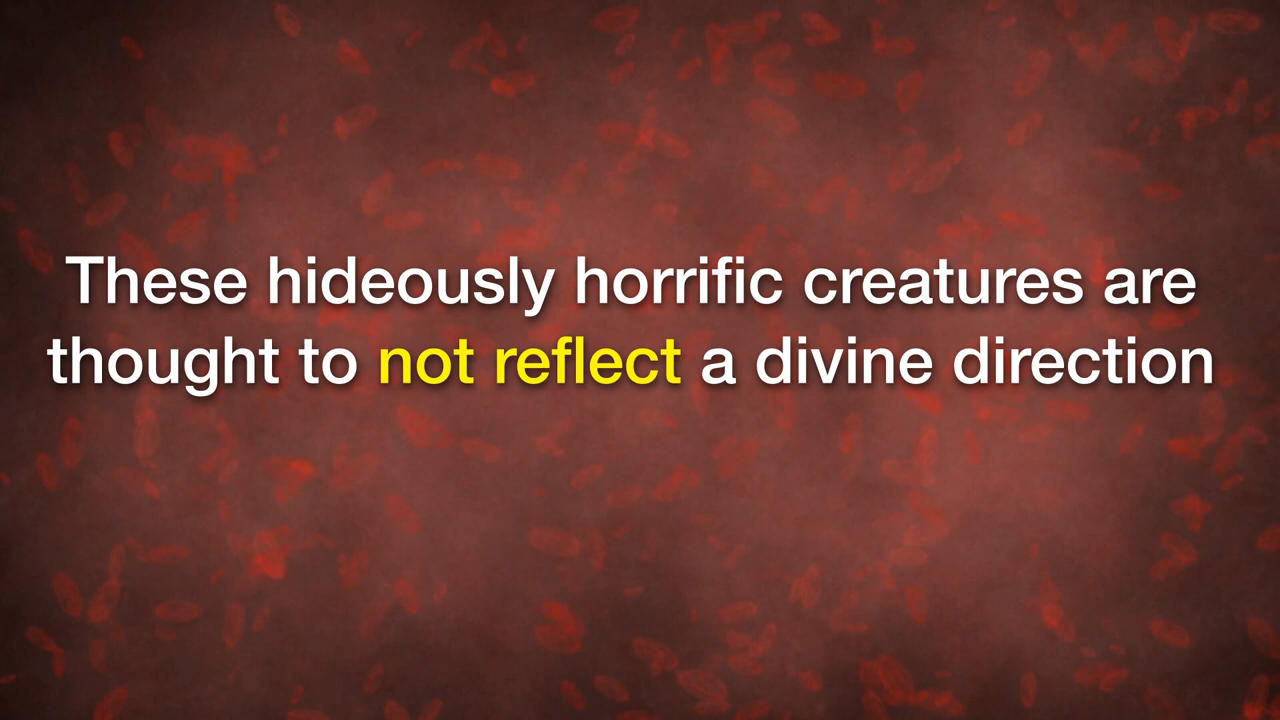 These hideously horrific creatures are
thought to not reflect a divine direction